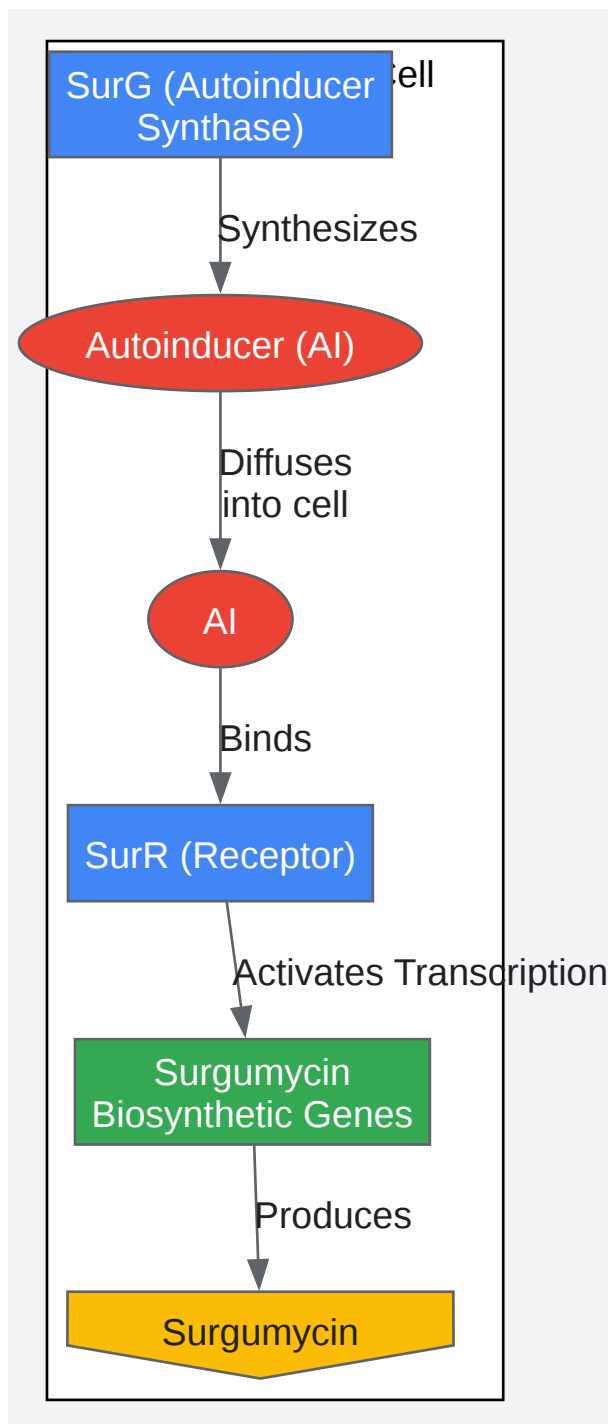 SurG (Autoinducer
Synthase)
Synthesizes
Autoinducer (AI)
Diffuses
into cell
AI
Binds
SurR (Receptor)
Activates Transcription
Surgumycin
Biosynthetic Genes
Produces
Surgumycin